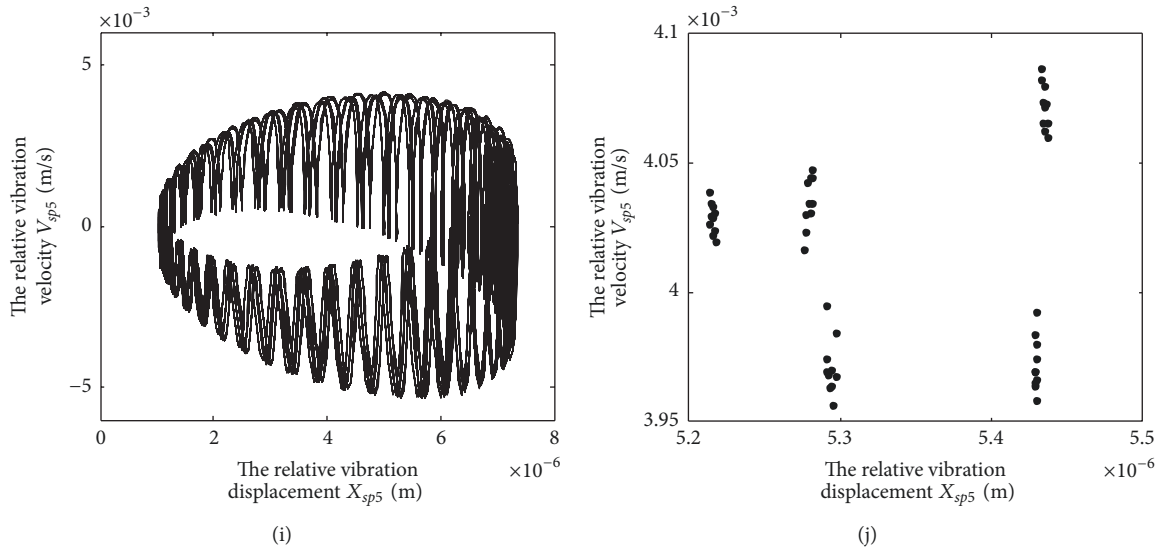 ×10⁻³
5
0
−5
The relative vibration
velocity V_sp5 (m/s)
0 2 4 6 8
×10⁻⁶
The relative vibration
displacement X_sp5 (m)
(i)
×10⁻³
4.1
4.05
4
3.95
The relative vibration
velocity V_sp5 (m/s)
5.2 5.3 5.4 5.5
×10⁻⁶
The relative vibration
displacement X_sp5 (m)
(j)